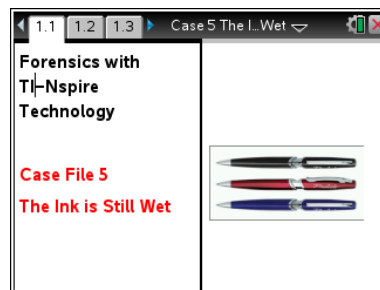 1.1 1.2 1.3 Case 5 The I...Wet
Forensics with
TI-Nspire
Technology
Case File 5
The Ink is Still Wet